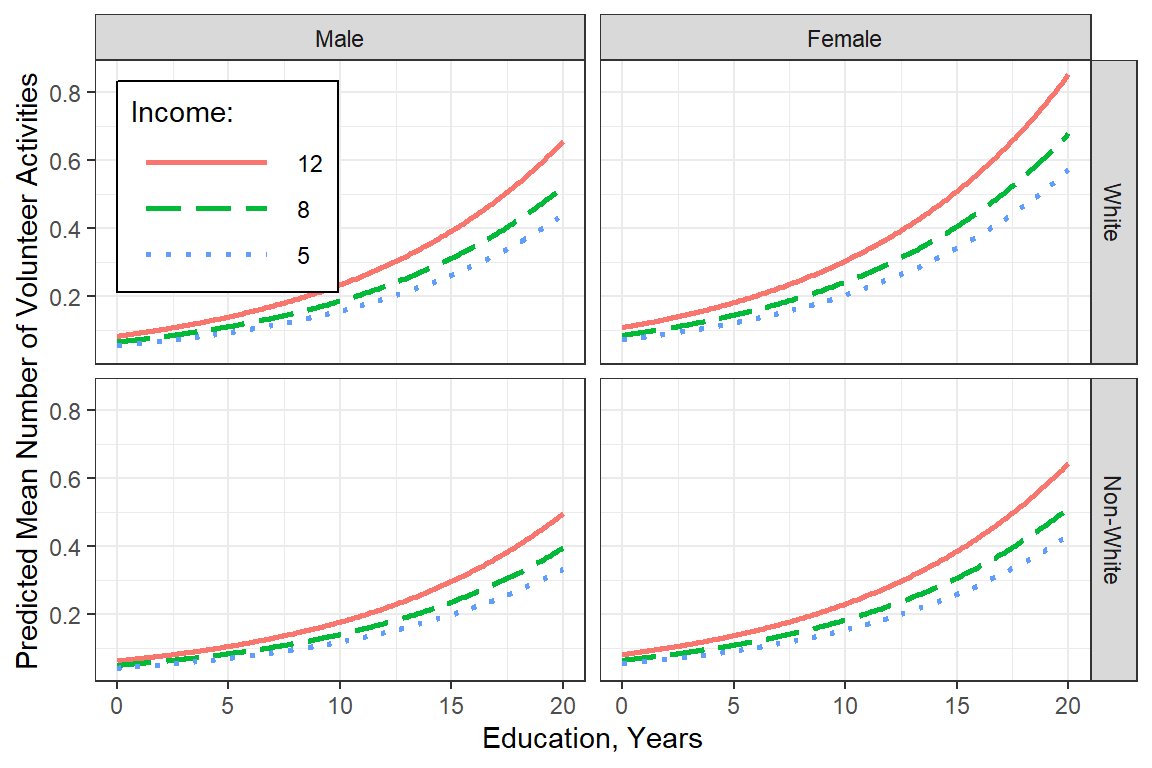 Male
Female
Predicted Mean Number of Volunteer Activities
0.8
0.6
0.4
0.2
Income:
12
8
5
White
0.8
0.6
0.4
0.2
Non-White
0 5 10 15 20
0 5 10 15 20
Education, Years